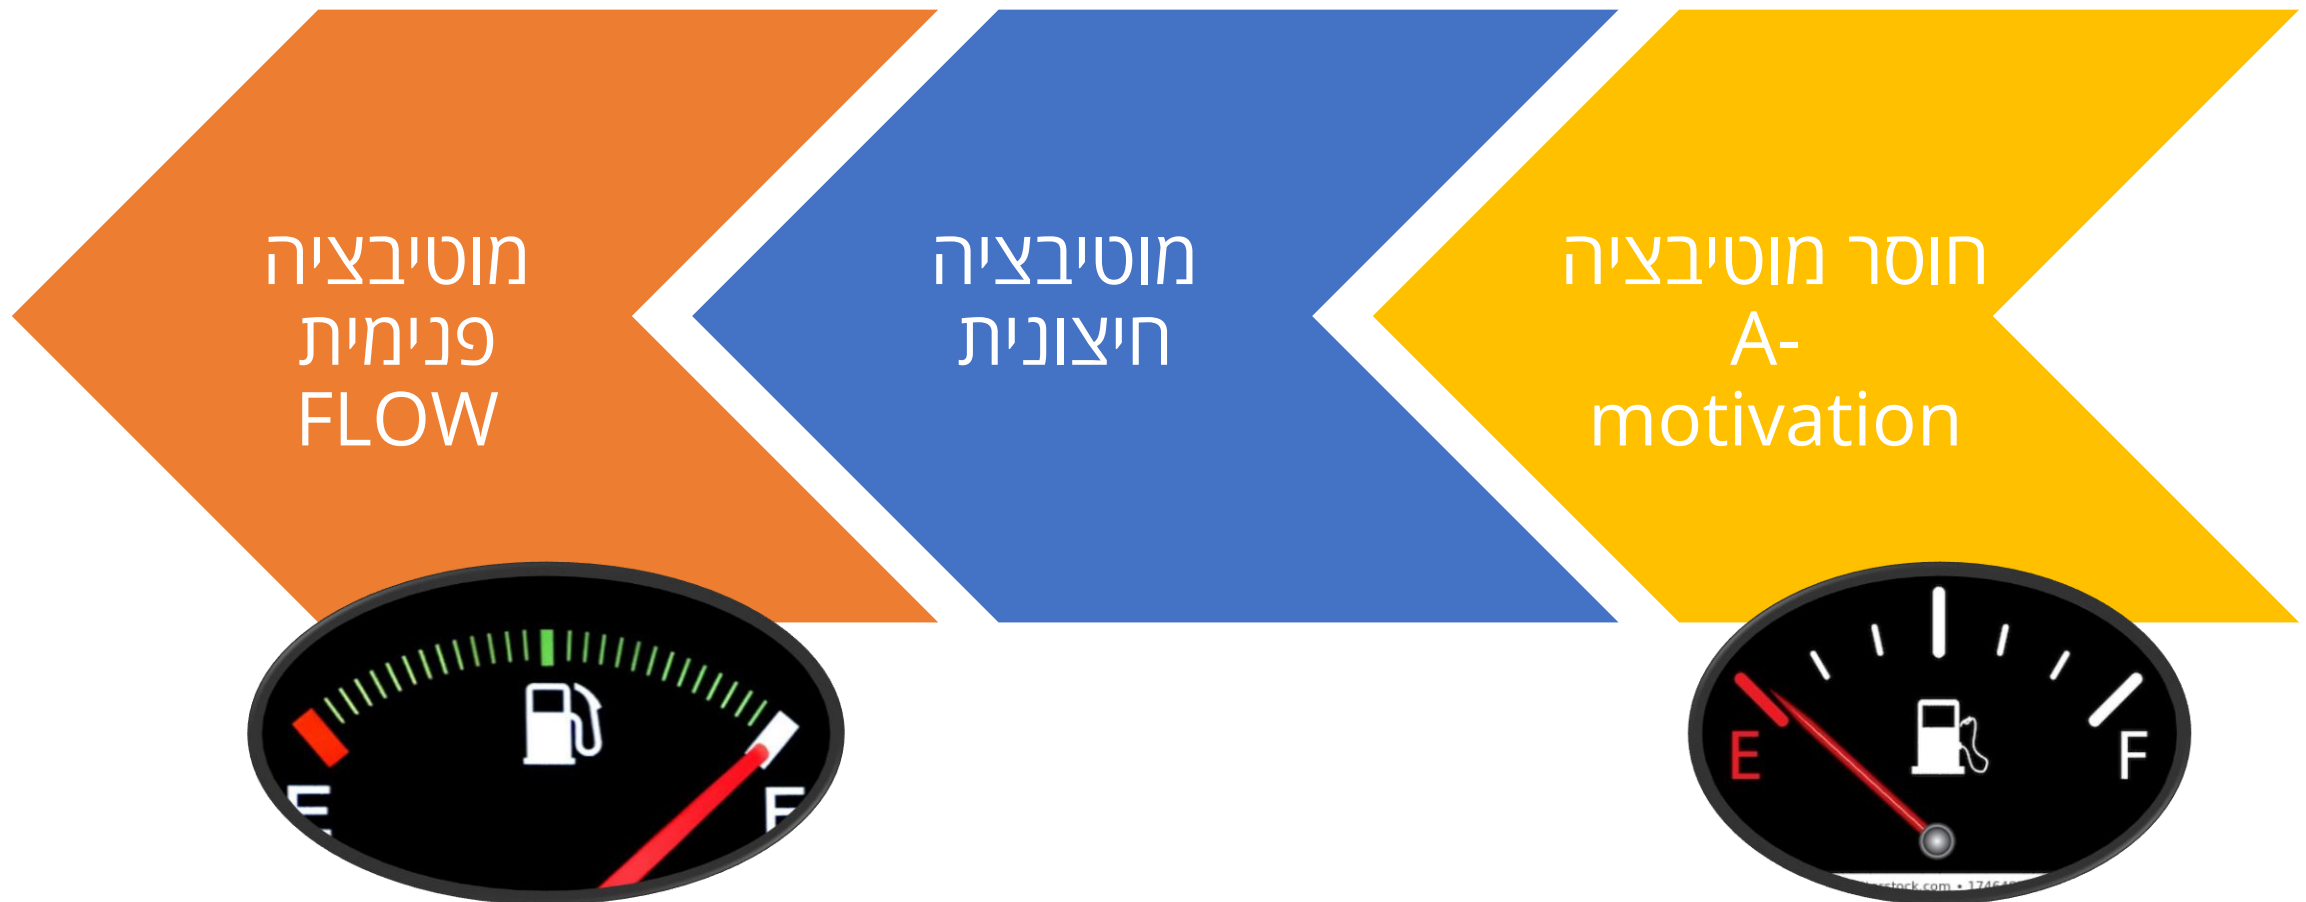 חוסר מוטיבציה
A-
motivation
מוטיבציה
חיצונית
מוטיבציה
פנימית
FLOW
E
F
E
F